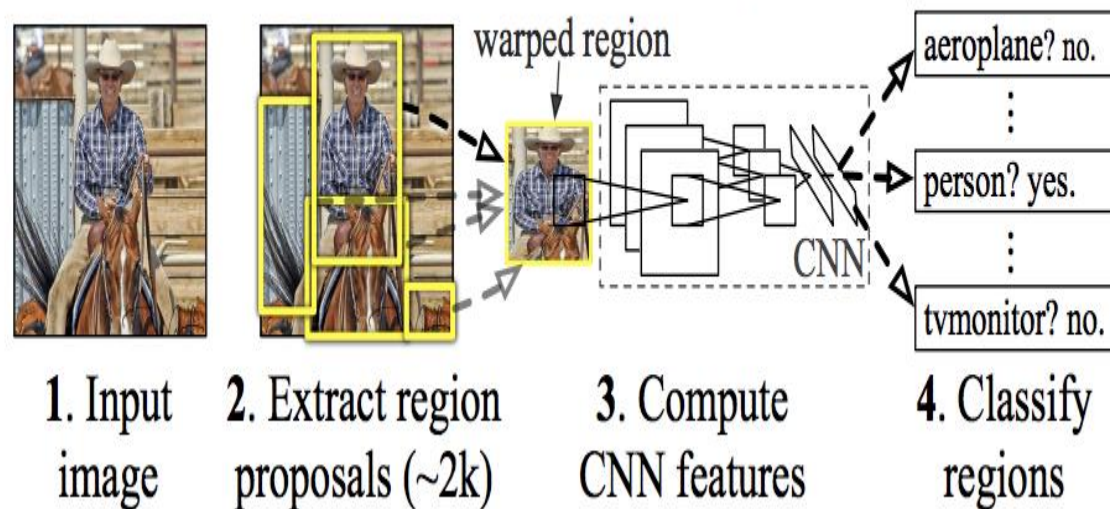 warped region
aeroplane? no.
⋮
person? yes.
CNN
⋮
tvmonitor? no.
1. Input
image
2. Extract region
proposals (~2k)
3. Compute
CNN features
4. Classify
regions